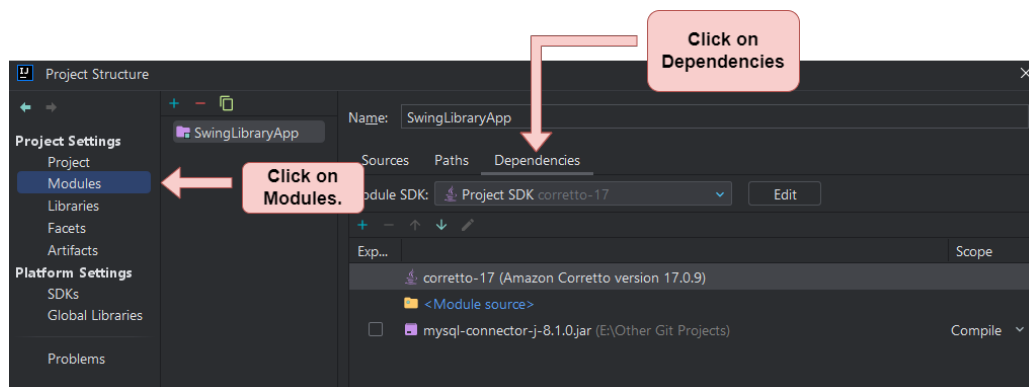 Click on
Dependencies
Project Structure
Project Settings
Project
Modules
Libraries
Facets
Artifacts
Platform Settings
SDKs
Global Libraries
Problems
SwingLibraryApp
Click on
Modules.
Name: SwingLibraryApp
Sources Paths Dependencies
odule SDK: Project SDK corretto-17 Edit
Exp... Scope
corretto-17 (Amazon Corretto version 17.0.9)
<Module source>
mysql-connector-j-8.1.0.jar (E:\Other Git Projects) Compile